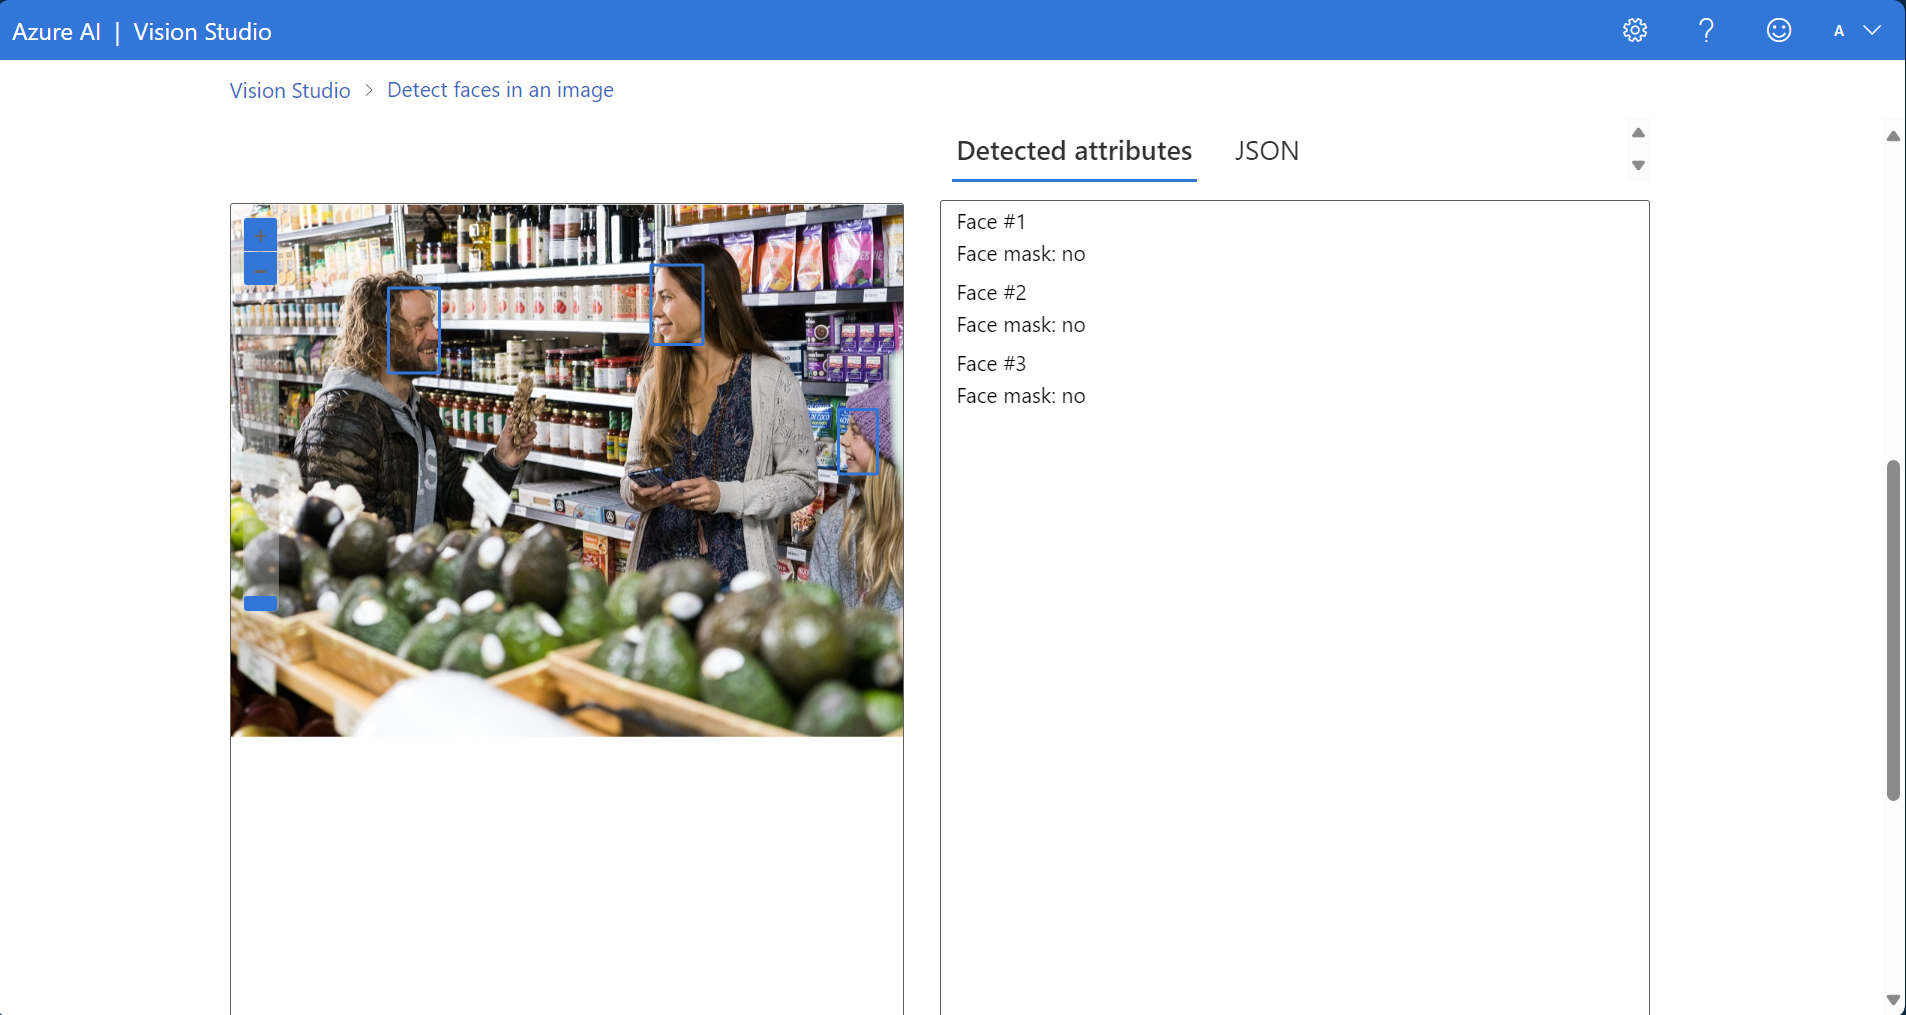 Azure AI | Vision Studio
A
Vision Studio > Detect faces in an image
Detected attributes JSON
Face #1
Face mask: no
Face #2
Face mask: no
Face #3
Face mask: no